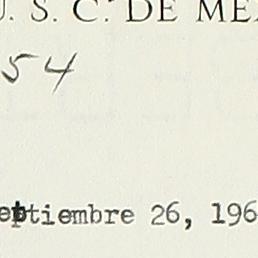 U. S. C. DE ME
54
eptiembre 26, 196